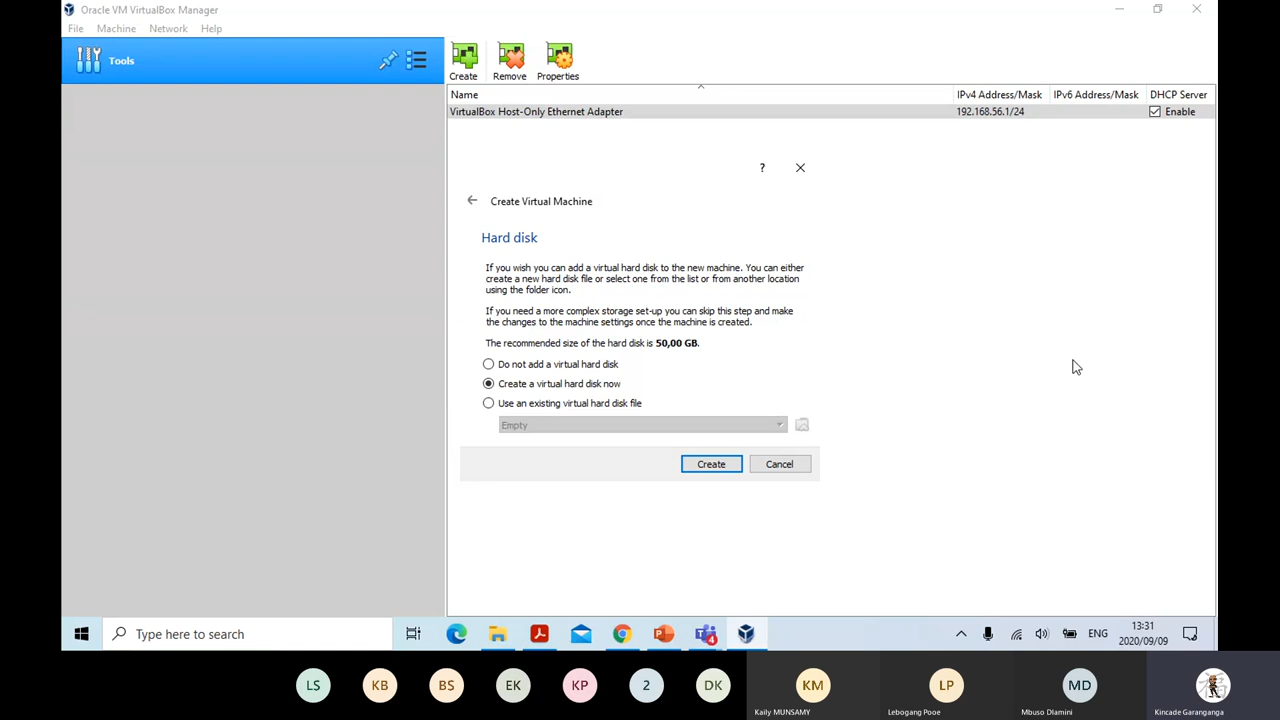 Oracle VM VirtualBox Manager
File Machine Network Help
Tools
Create Remove Properties
Name IPv4 Address/Mask IPv6 Address/Mask DHCP Server
VirtualBox Host-Only Ethernet Adapter 192.168.56.1/24 Enable
?
Create Virtual Machine
Hard disk
If you wish you can add a virtual hard disk to the new machine. You can either
create a new hard disk file or select one from the list or from another location
using the folder icon.
If you need a more complex storage set-up you can skip this step and make
the changes to the machine settings once the machine is created.
The recommended size of the hard disk is 50,00 GB.
Do not add a virtual hard disk
Create a virtual hard disk now
Use an existing virtual hard disk file
Empty
Create Cancel
Type here to search
4
ENG
13:31
2020/09/09
LS KB BS EK KP 2 DK KM LP MD
Kaily MUNSAMY Lebogang Pooe Mbuso Dlamini Kincade Garanganga